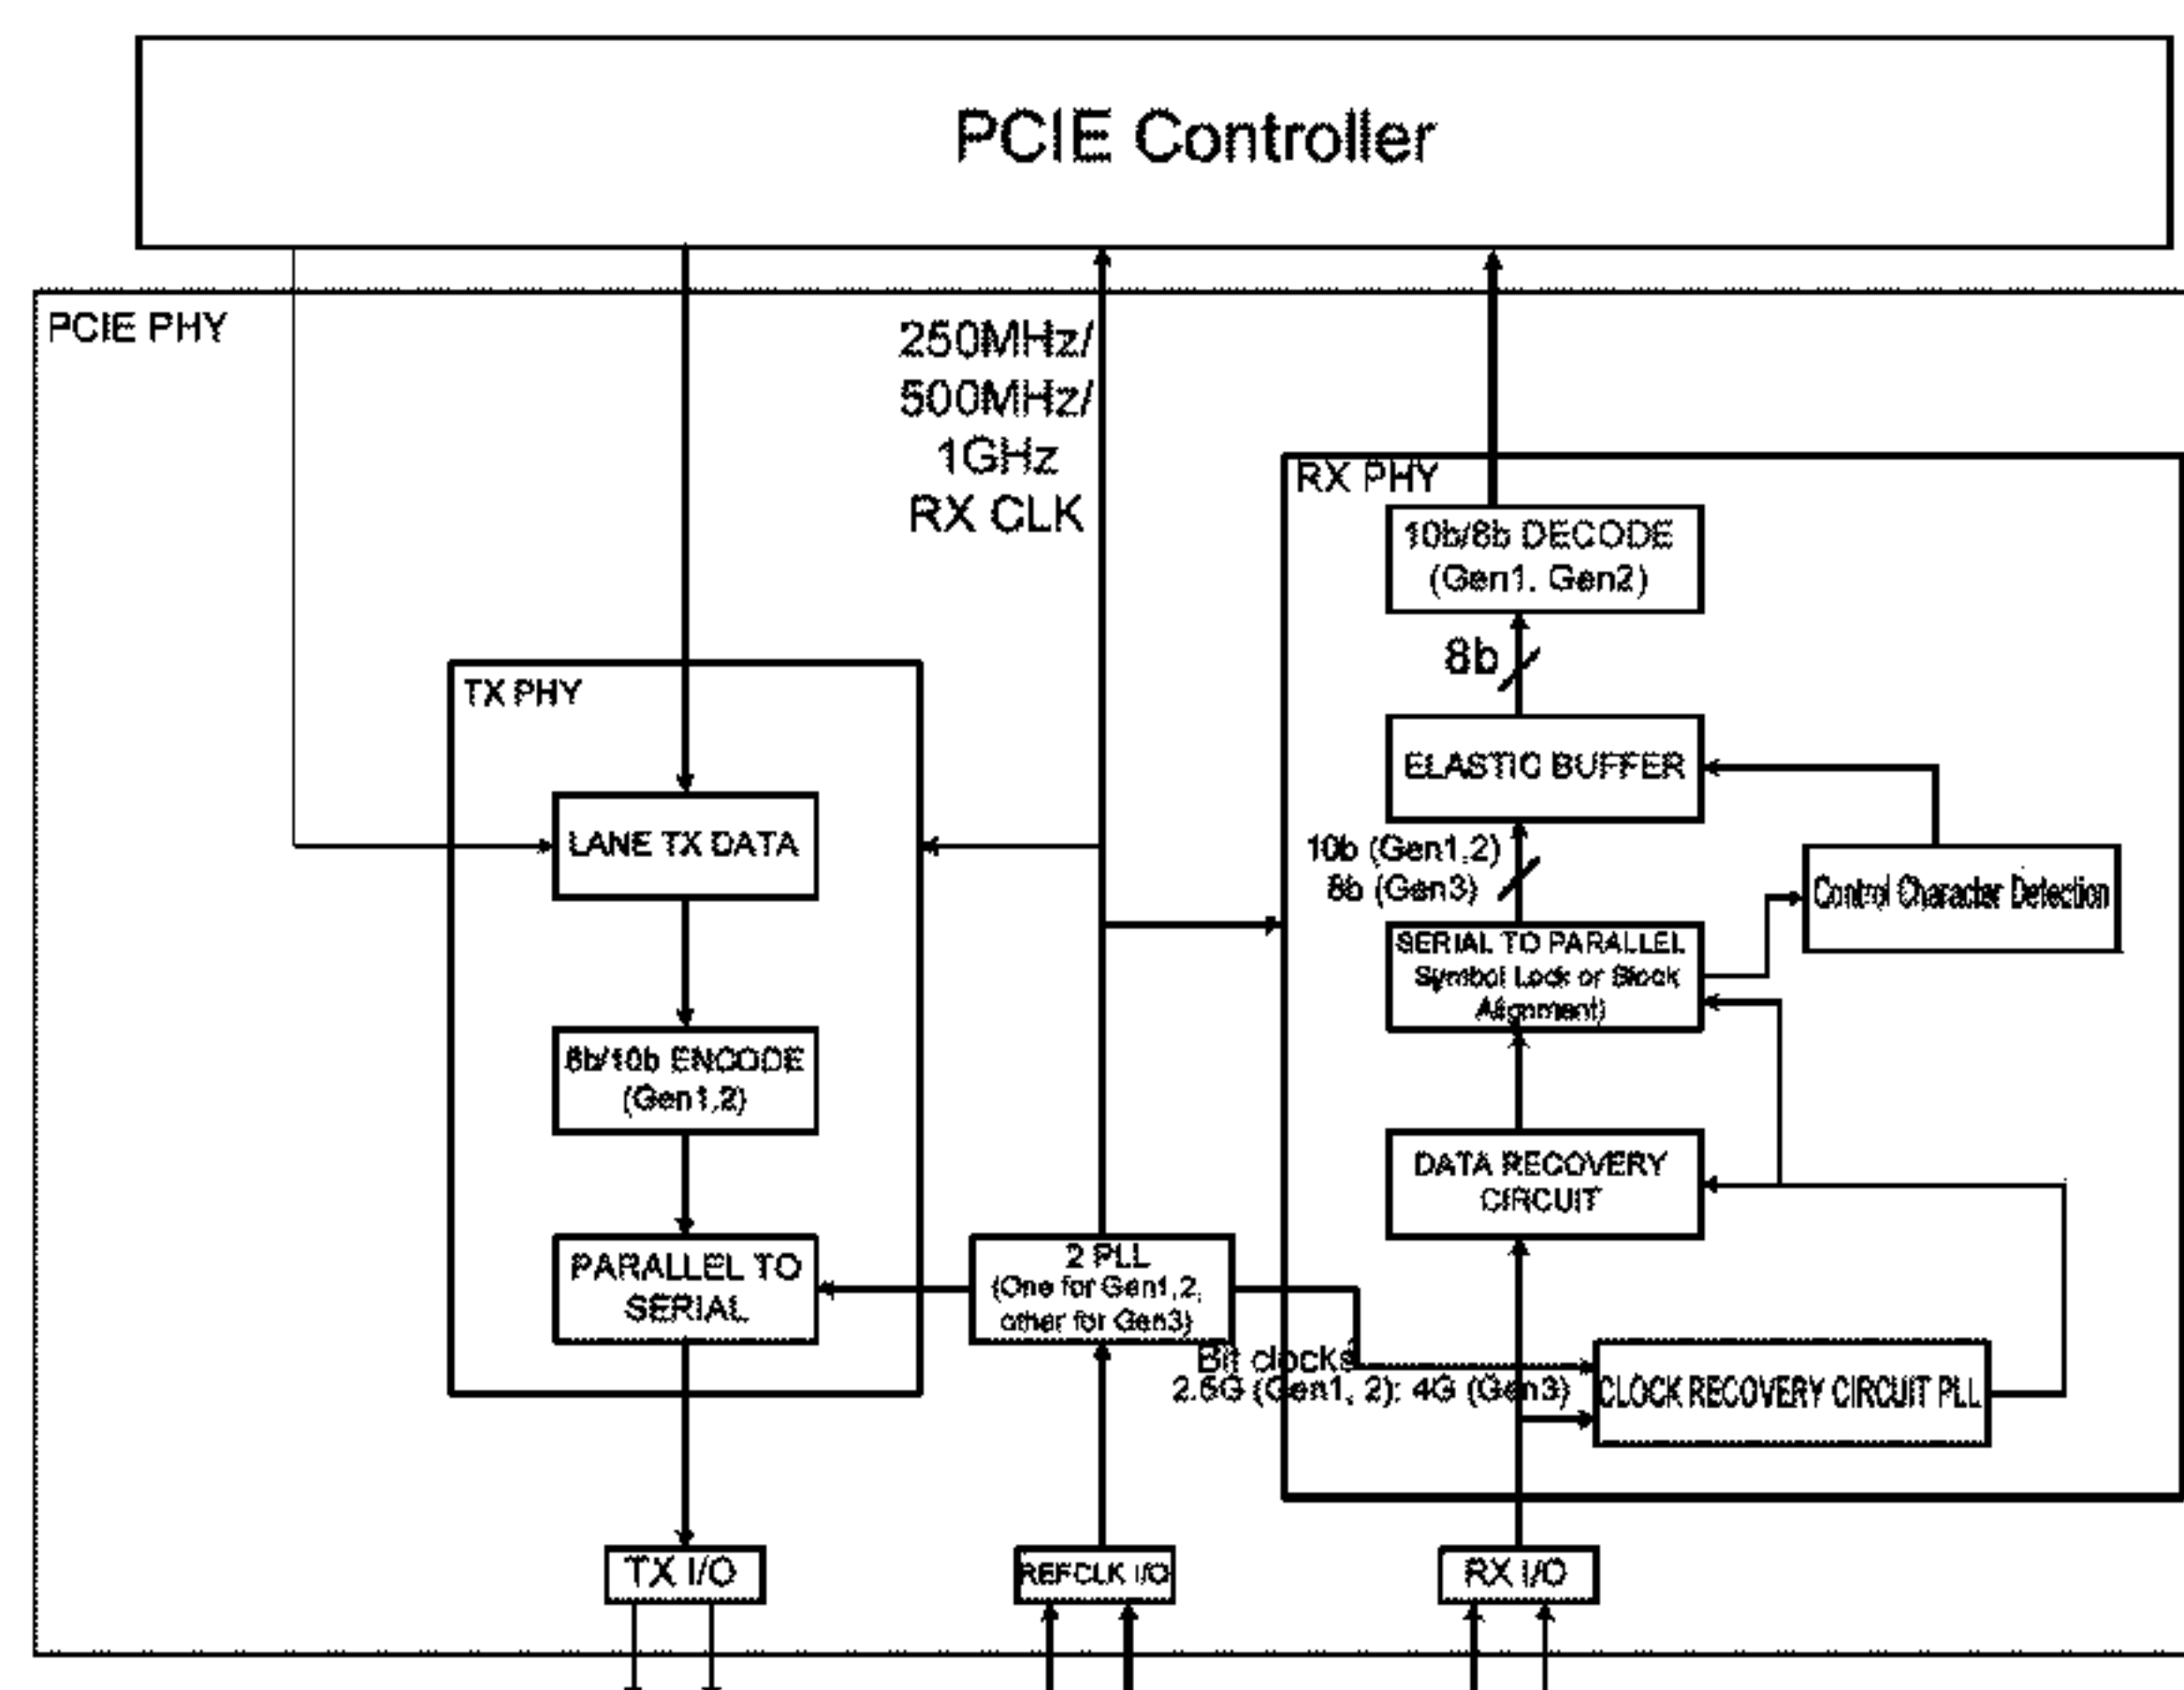 PCIE Controller
PCIE PHY
250MHz/
500MHz/
1GHz
RX CLK
RX PHY
10b/8b DECODE
(Gen1. Gen2)
8b
TX PHY
ELASTIC BUFFER
LANE TX DATA
10b (Gen1,2)
8b (Gen3)
Control Character Detection
SERIAL TO PARALLEL
Symbol Lock or Block
Alignment)
8b/10b ENCODE
(Gen1,2)
DATA RECOVERY
CIRCUIT
PARALLEL TO
SERIAL
2 PLL
(One for Gen1,2,
other for Gen3)
Bit clocks
2.5G (Gen1, 2); 4G (Gen3)
CLOCK RECOVERY CIRCUIT PLL
TX I/O
REFCLK I/O
RX I/O